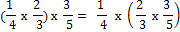 (1/4 x 2/3) x 3/5 = 1/4 x (2/3 x 3/5)